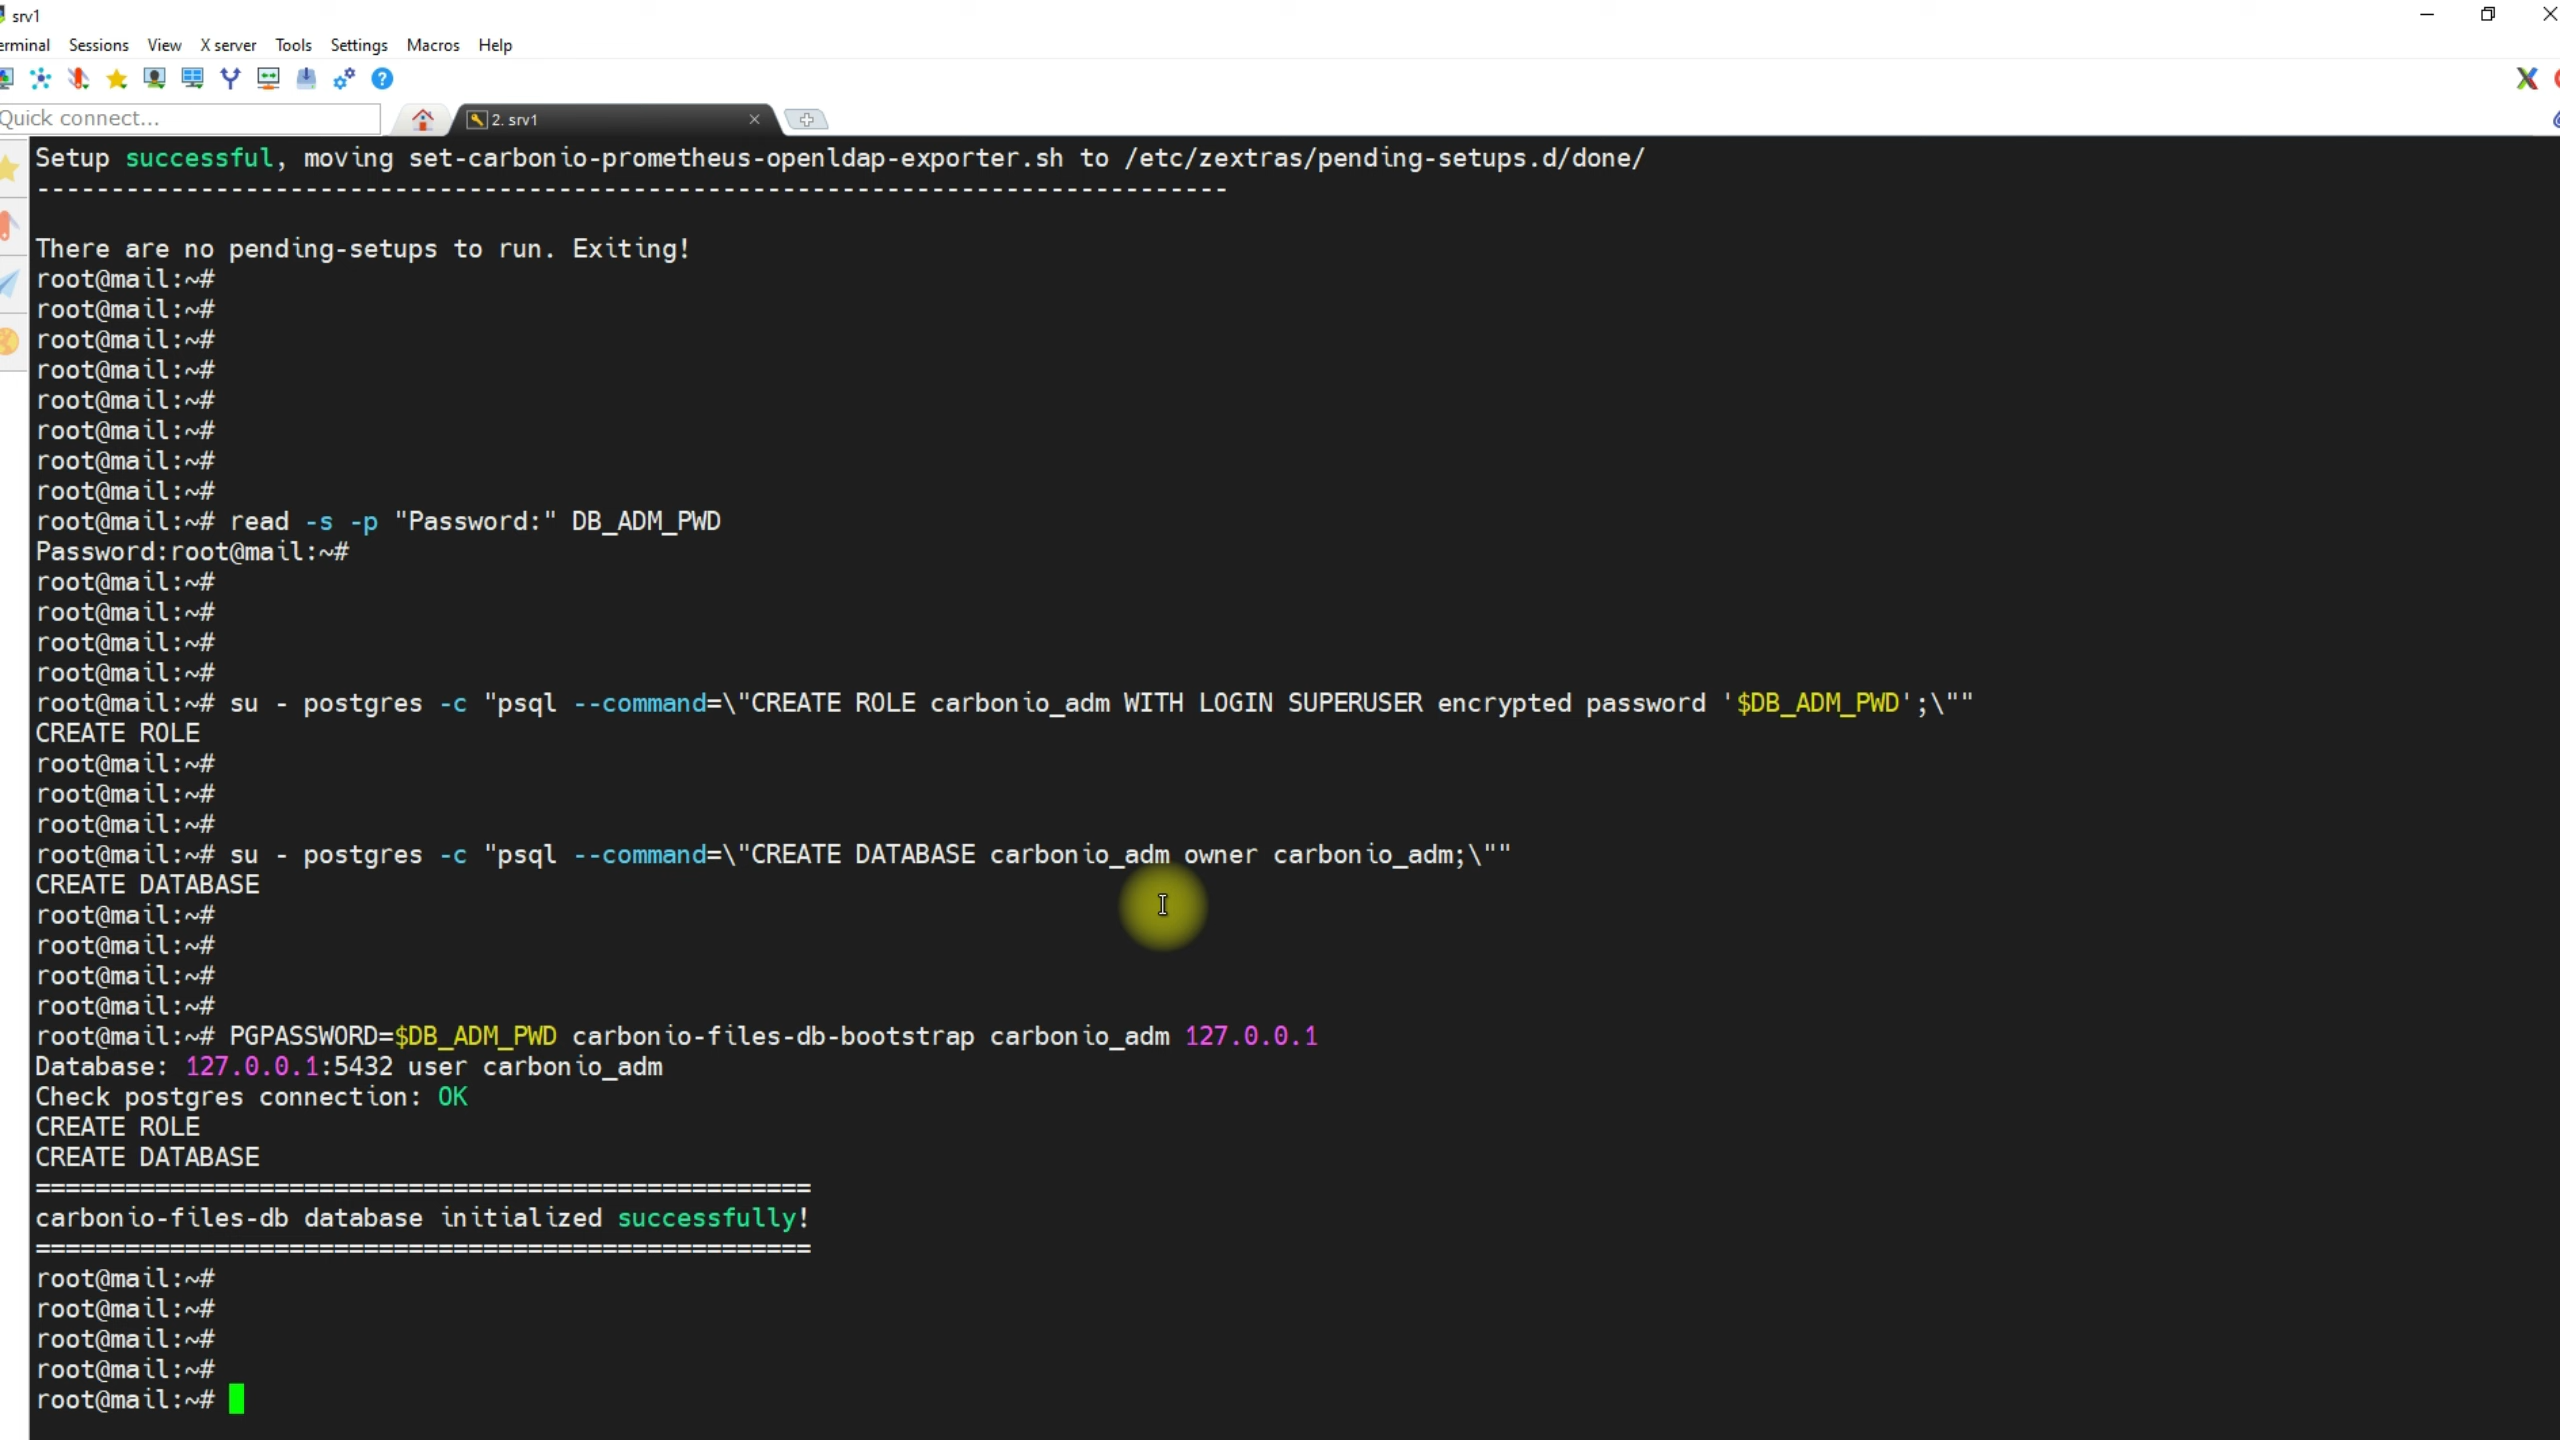 srv1
erminal Sessions View X server Tools Settings Macros Help
Quick connect...
2. srv1
Setup successful, moving set-carbonio-prometheus-openldap-exporter.sh to /etc/zextras/pending-setups.d/done/
--------------------------------------------------------------------------------
There are no pending-setups to run. Exiting!
root@mail:~#
root@mail:~#
root@mail:~#
root@mail:~#
root@mail:~#
root@mail:~#
root@mail:~#
root@mail:~#
root@mail:~# read -s -p "Password:" DB_ADM_PWD
Password:root@mail:~#
root@mail:~#
root@mail:~#
root@mail:~#
root@mail:~#
root@mail:~# su - postgres -c "psql --command=\"CREATE ROLE carbonio_adm WITH LOGIN SUPERUSER encrypted password '$DB_ADM_PWD';\""
CREATE ROLE
root@mail:~#
root@mail:~#
root@mail:~#
root@mail:~# su - postgres -c "psql --command=\"CREATE DATABASE carbonio_adm owner carbonio_adm;\""
CREATE DATABASE
root@mail:~#
root@mail:~#
root@mail:~#
root@mail:~#
root@mail:~# PGPASSWORD=$DB_ADM_PWD carbonio-files-db-bootstrap carbonio_adm 127.0.0.1
Database: 127.0.0.1:5432 user carbonio_adm
Check postgres connection: OK
CREATE ROLE
CREATE DATABASE
====================================================
carbonio-files-db database initialized successfully!
====================================================
root@mail:~#
root@mail:~#
root@mail:~#
root@mail:~#
root@mail:~#